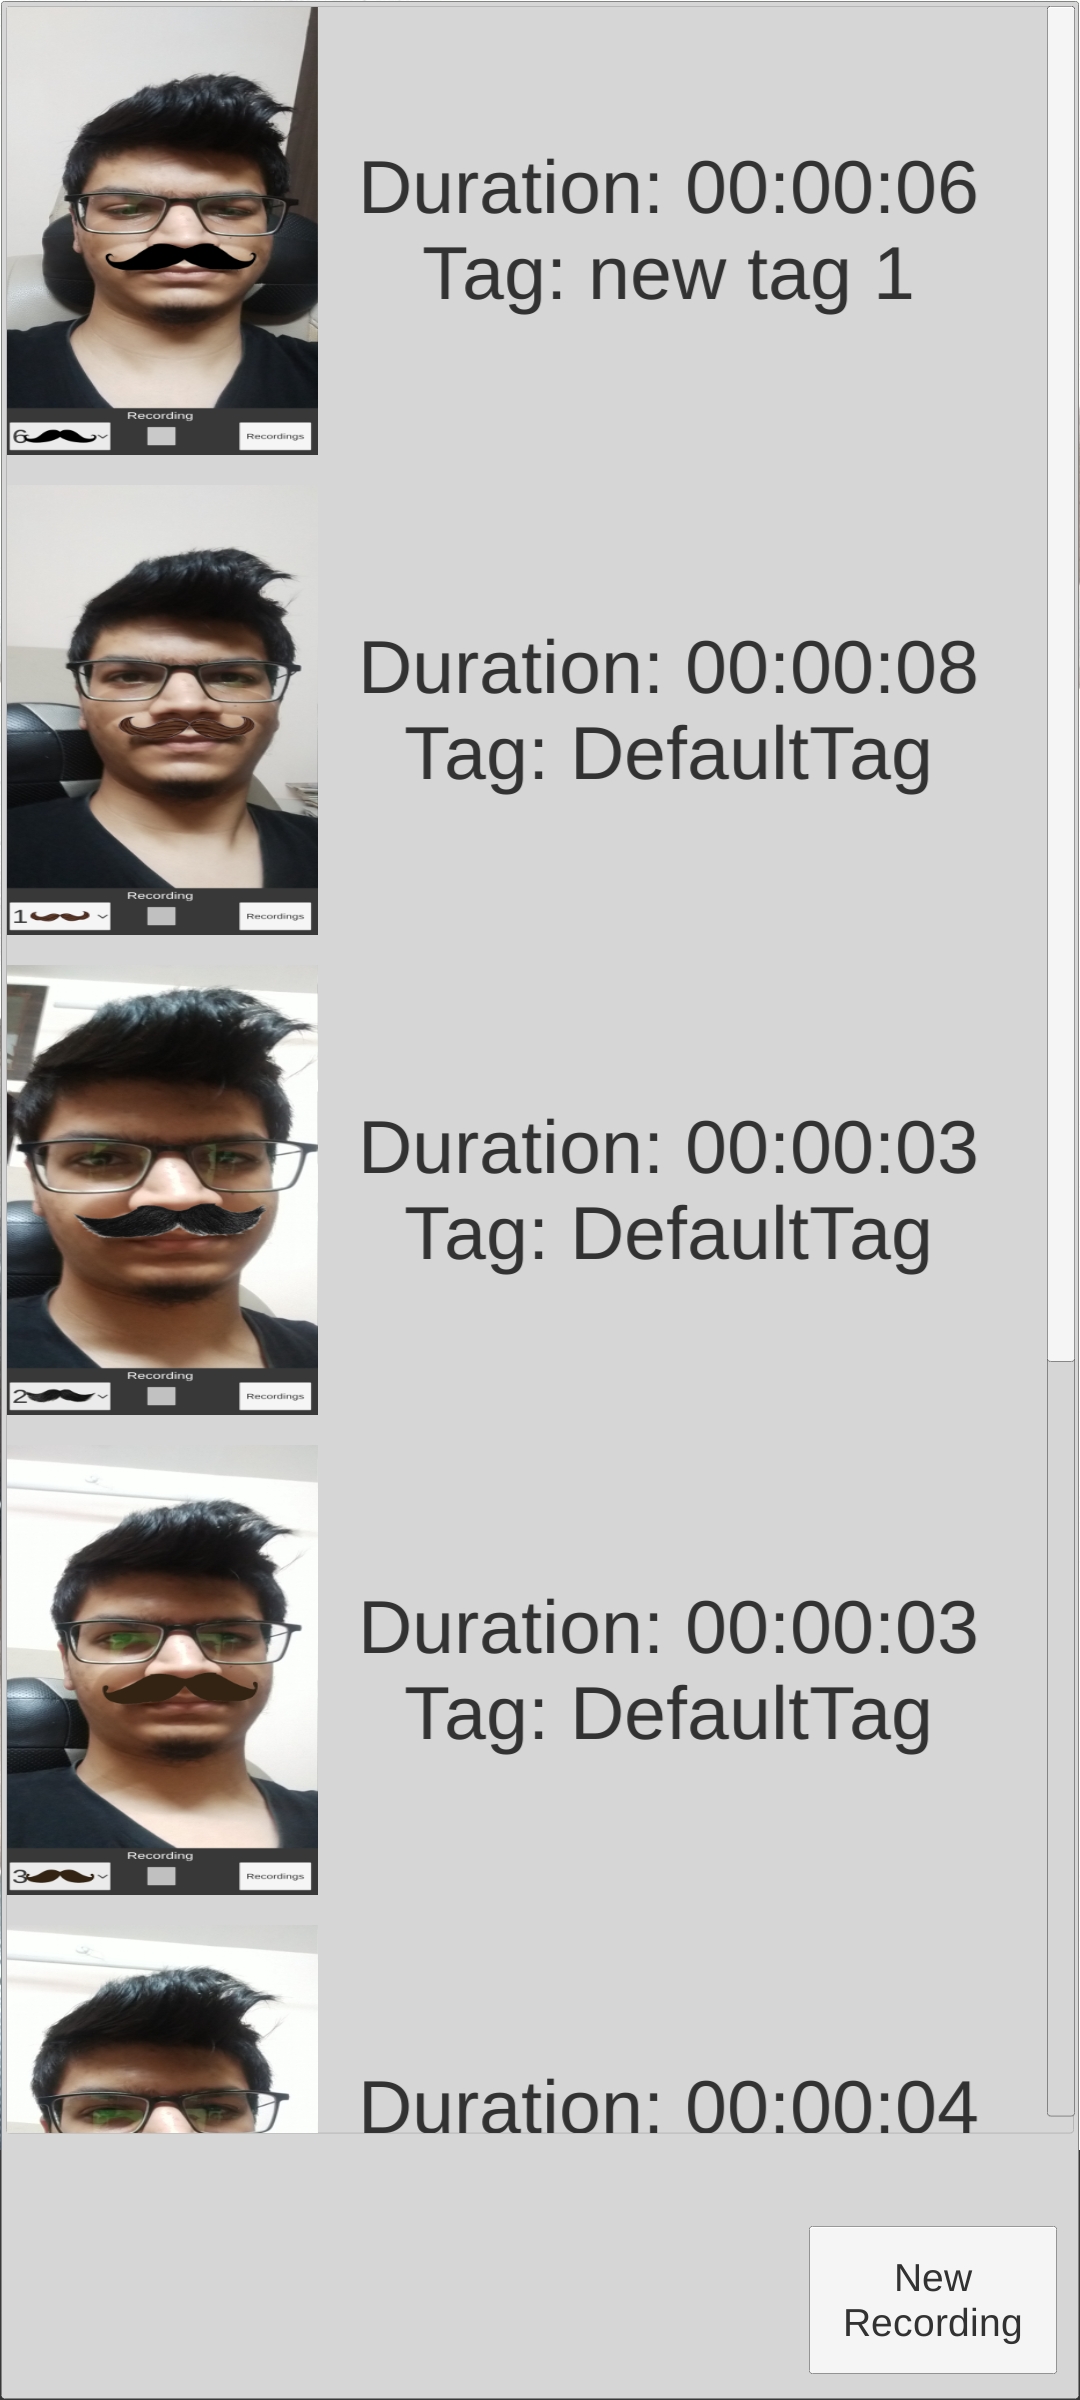 Duration: 00:00:06
Tag: new tag 1
Recording
6
Recordings
Duration: 00:00:08
Tag: DefaultTag
Recording
1
Recordings
Duration: 00:00:03
Tag: DefaultTag
Recording
2
Recordings
Duration: 00:00:03
Tag: DefaultTag
Recording
3
Recordings
Duration: 00:00:04
New
Recording